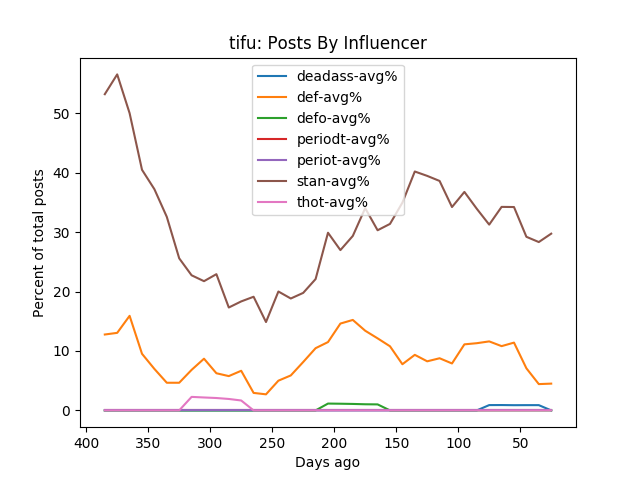 tifu: Posts By Influencer
deadass-avg%
def-avg%
defo-avg%
periodt-avg%
periot-avg%
stan-avg%
thot-avg%
Percent of total posts
50
40
30
20
10
0
400 350 300 250 200 150 100 50
Days ago